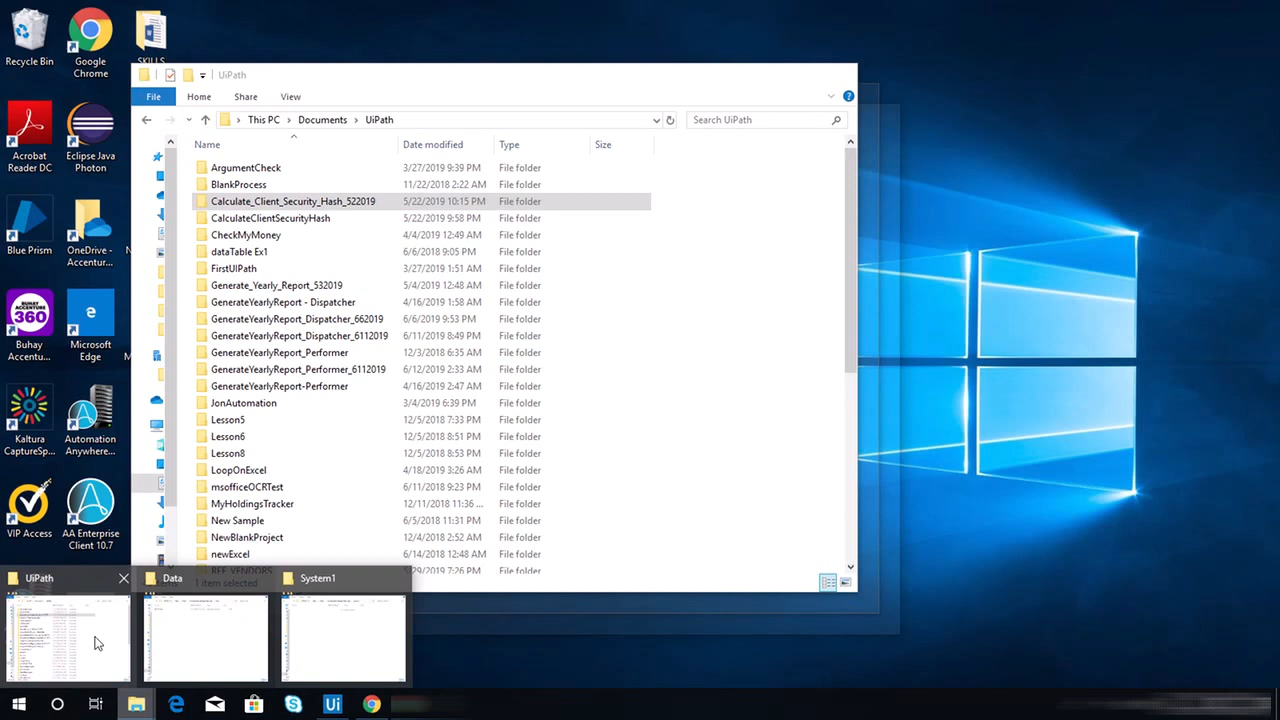 Recycle Bin
Google Chrome
SKILLS
Acrobat Reader DC
Eclipse Java Photon
Blue Prism
OneDrive - Accentur...
N
360
Buhay Accentu...
Microsoft Edge
M
Kaltura CaptureSp...
Automation Anywhere...
VIP Access
AA Enterprise Client 10.7
UiPath
File Home Share View
This PC > Documents > UiPath
Search UiPath
Name Date modified Type Size
ArgumentCheck 3/27/2019 9:39 PM File folder
BlankProcess 11/22/2018 2:22 AM File folder
Calculate_Client_Security_Hash_522019 5/22/2019 10:15 PM File folder
CalculateClientSecurityHash 5/22/2019 9:58 PM File folder
CheckMyMoney 4/4/2019 12:49 AM File folder
dataTable Ex1 6/6/2018 9:05 PM File folder
FirstUIPath 3/27/2019 1:51 AM File folder
Generate_Yearly_Report_532019 5/4/2019 12:48 AM File folder
GenerateYearlyReport - Dispatcher 4/16/2019 1:58 AM File folder
GenerateYearlyReport_Dispatcher_662019 6/6/2019 9:53 PM File folder
GenerateYearlyReport_Dispatcher_6112019 6/11/2019 8:49 PM File folder
GenerateYearlyReport_Performer 12/3/2018 6:35 AM File folder
GenerateYearlyReport_Performer_6112019 6/12/2019 2:33 AM File folder
GenerateYearlyReport-Performer 4/16/2019 2:47 AM File folder
JonAutomation 3/4/2019 6:39 PM File folder
Lesson5 12/5/2018 7:33 PM File folder
Lesson6 12/5/2018 8:51 PM File folder
Lesson8 12/5/2018 8:53 PM File folder
LoopOnExcel 4/18/2019 3:26 AM File folder
msofficeOCRTest 6/11/2019 9:23 PM File folder
MyHoldingsTracker 12/11/2018 11:36 ... File folder
New Sample 6/5/2018 11:31 PM File folder
NewBlankProject 12/4/2018 2:52 AM File folder
newExcel 6/14/2018 12:48 AM File folder
7:26 PM File folder
1 item selected
UiPath
Data
System1
Ui